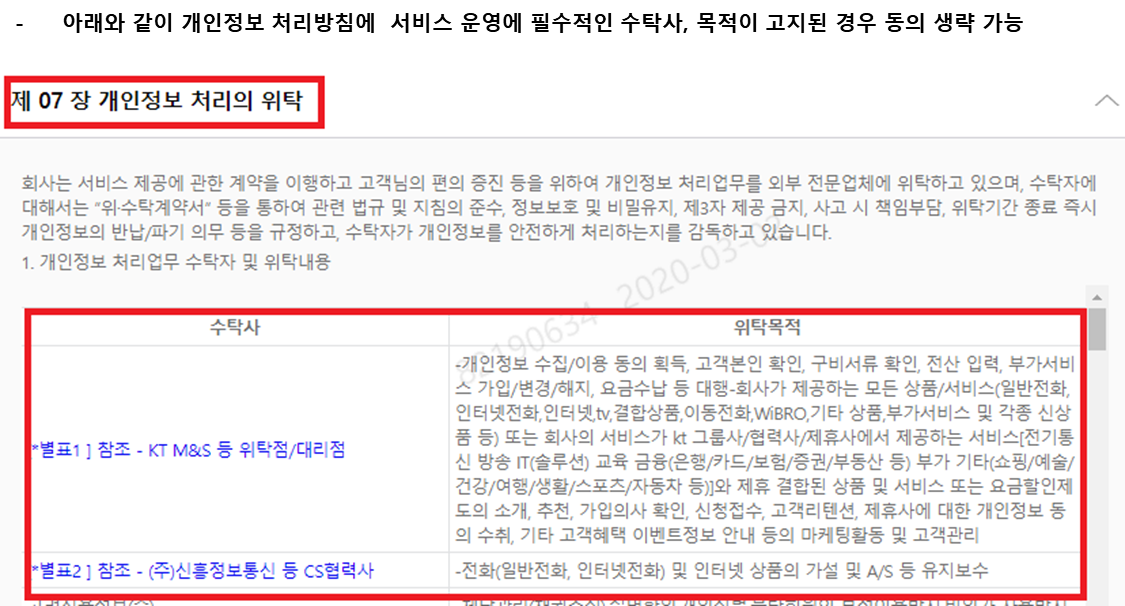 - 아래와 같이 개인정보 처리방침에 서비스 운영에 필수적인 수탁사, 목적이 고지된 경우 동의 생략 가능
제 07 장 개인정보 처리의 위탁
회사는 서비스 제공에 관한 계약을 이행하고 고객님의 편의 증진 등을 위하여 개인정보 처리업무를 외부 전문업체에 위탁하고 있으며, 수탁자에
대해서는 “위·수탁계약서” 등을 통하여 관련 법규 및 지침의 준수, 정보보호 및 비밀유지, 제3자 제공 금지, 사고 시 책임부담, 위탁기간 종료 즉시
개인정보의 반납/파기 의무 등을 규정하고, 수탁자가 개인정보를 안전하게 처리하는지를 감독하고 있습니다.
1. 개인정보 처리업무 수탁자 및 위탁내용
수탁사
위탁목적
*별표1 ] 참조 - KT M&S 등 위탁점/대리점
-개인정보 수집/이용 동의 획득, 고객본인 확인, 구비서류 확인, 전산 입력, 부가서비
스 가입/변경/해지, 요금수납 등 대행-회사가 제공하는 모든 상품/서비스(일반전화,
인터넷전화,인터넷,tv,결합상품,이동전화,WiBRO,기타 상품,부가서비스 및 각종 신상
품 등) 또는 회사의 서비스가 kt 그룹사/협력사/제휴사에서 제공하는 서비스[전기통
신 방송 IT(솔루션) 교육 금융(은행/카드/보험/증권/부동산 등) 부가 기타(쇼핑/예술/
건강/여행/생활/스포츠/자동차 등)]와 제휴 결합된 상품 및 서비스 또는 요금할인제
도의 소개, 추천, 가입의사 확인, 신청접수, 고객리텐션, 제휴사에 대한 개인정보 동
의 수취, 기타 고객혜택 이벤트정보 안내 등의 마케팅활동 및 고객관리
*별표2 ] 참조 - (주)신흥정보통신 등 CS협력사
-전화(일반전화, 인터넷전화) 및 인터넷 상품의 가설 및 A/S 등 유지보수
82190634 2020-03-02